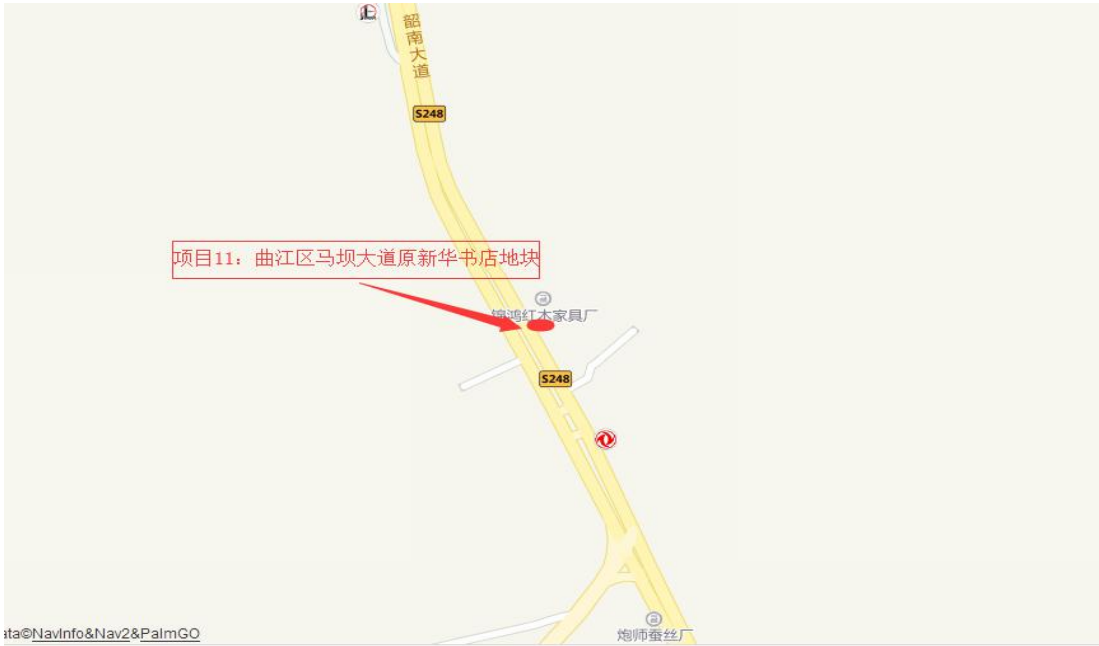 韶南大道
S248
项目11：曲江区马坝大道原新华书店地块
锦鸿红木家具厂
S248
炮师蚕丝厂
ata©NavInfo&Nav2&PalmGO